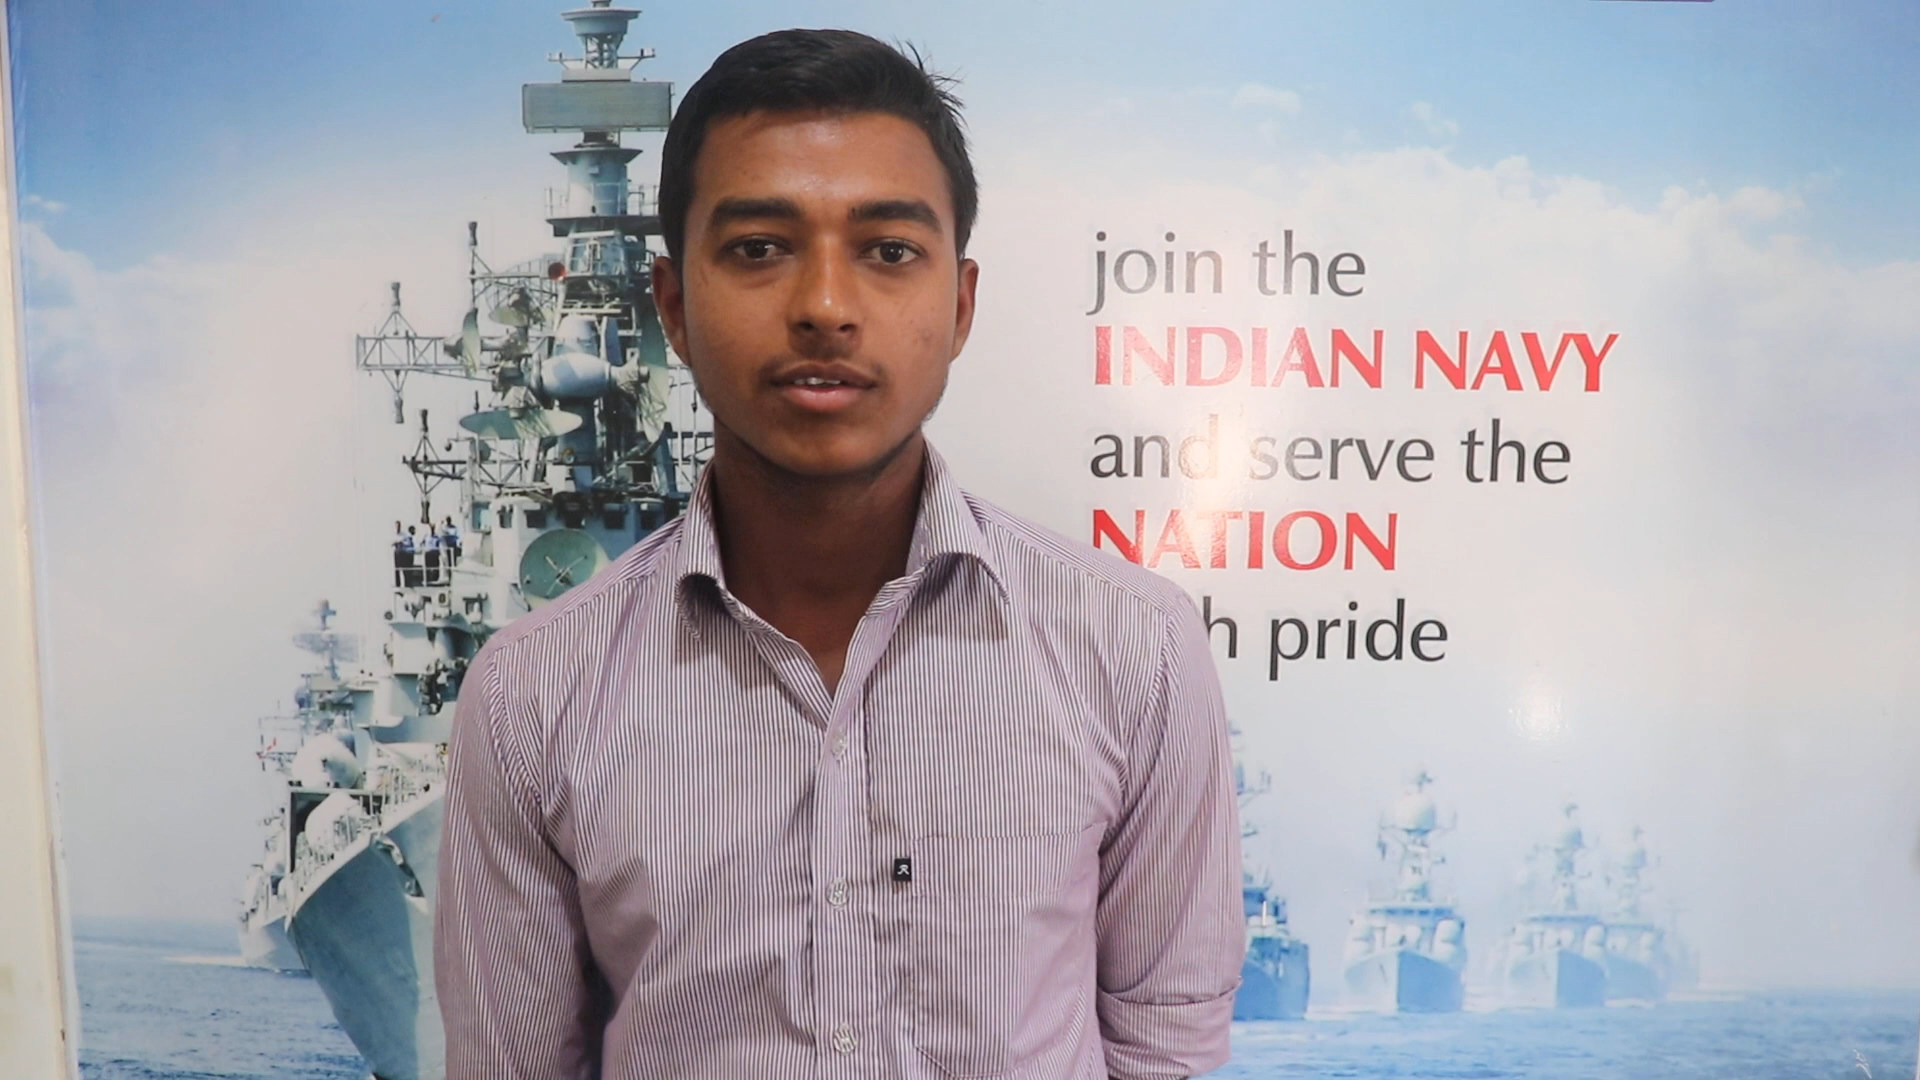 join the
INDIAN NAVY
and serve the
NATION
h pride